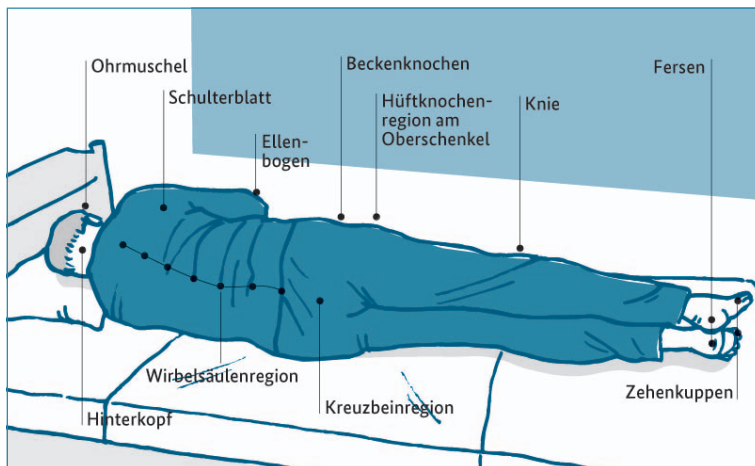 Ohrmuschel
Schulterblatt
Ellen-
bogen
Beckenknochen
Hüftknochen-
region am
Oberschenkel
Knie
Fersen
Wirbelsäulenregion
Kreuzbeinregion
Hinterkopf
Zehenkuppen